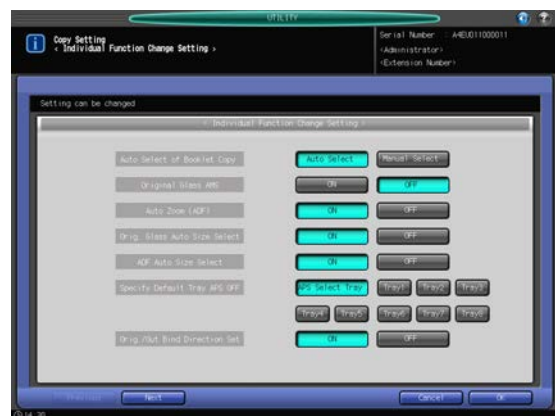 UTILITY
Copy Setting
< Individual Function Change Setting >
Serial Number : A4EU011000011
<Administrator>
<Extension Number>
Setting can be changed
< Individual Function Change Setting >
Auto Select of Booklet Copy Auto Select Manual Select
Original Glass AMS ON OFF
Auto Zoom (ADF) ON OFF
Orig. Glass Auto Size Select ON OFF
ADF Auto Size Select ON OFF
Specify Default Tray APS OFF APS Select Tray Tray1 Tray2 Tray3
Tray4 Tray5 Tray6 Tray7 Tray8
Orig./Out Bind Direction Set ON OFF
Previous Next Cancel OK
14:30